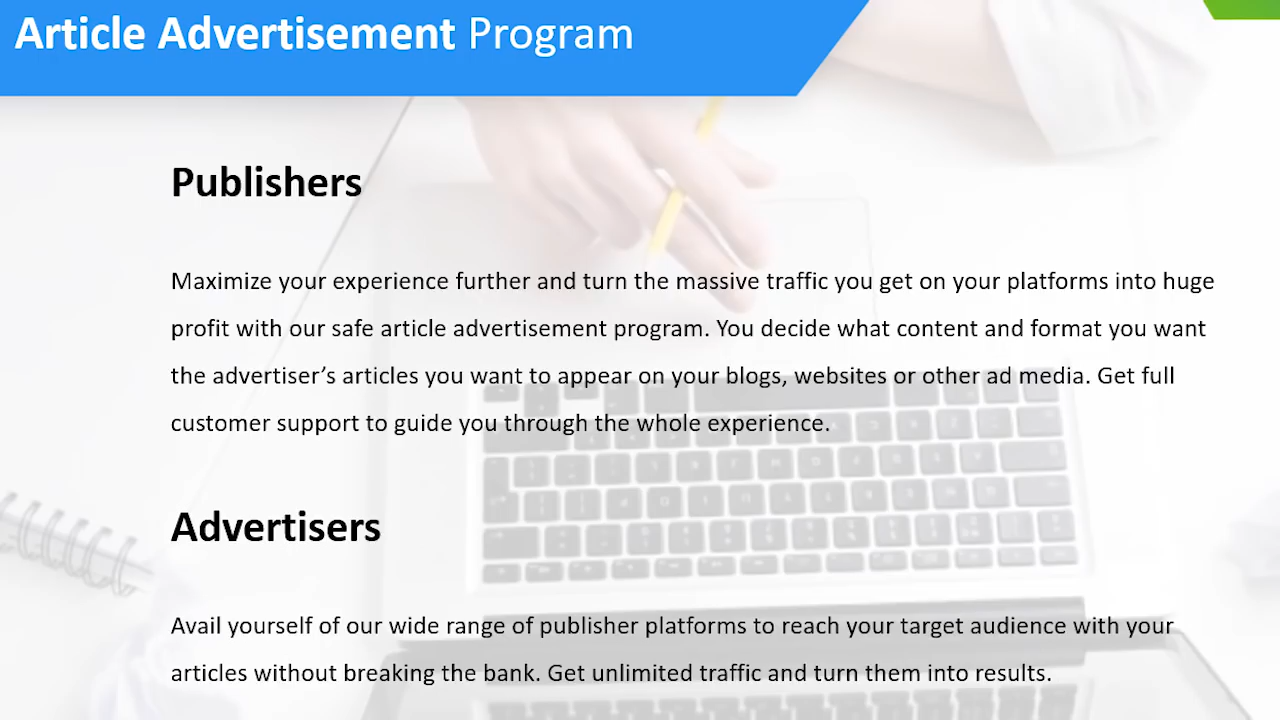 Article Advertisement Program
Publishers
Maximize your experience further and turn the massive traffic you get on your platforms into huge
profit with our safe article advertisement program. You decide what content and format you want
the advertiser’s articles you want to appear on your blogs, websites or other ad media. Get full
customer support to guide you through the whole experience.
Advertisers
Avail yourself of our wide range of publisher platforms to reach your target audience with your
articles without breaking the bank. Get unlimited traffic and turn them into results.